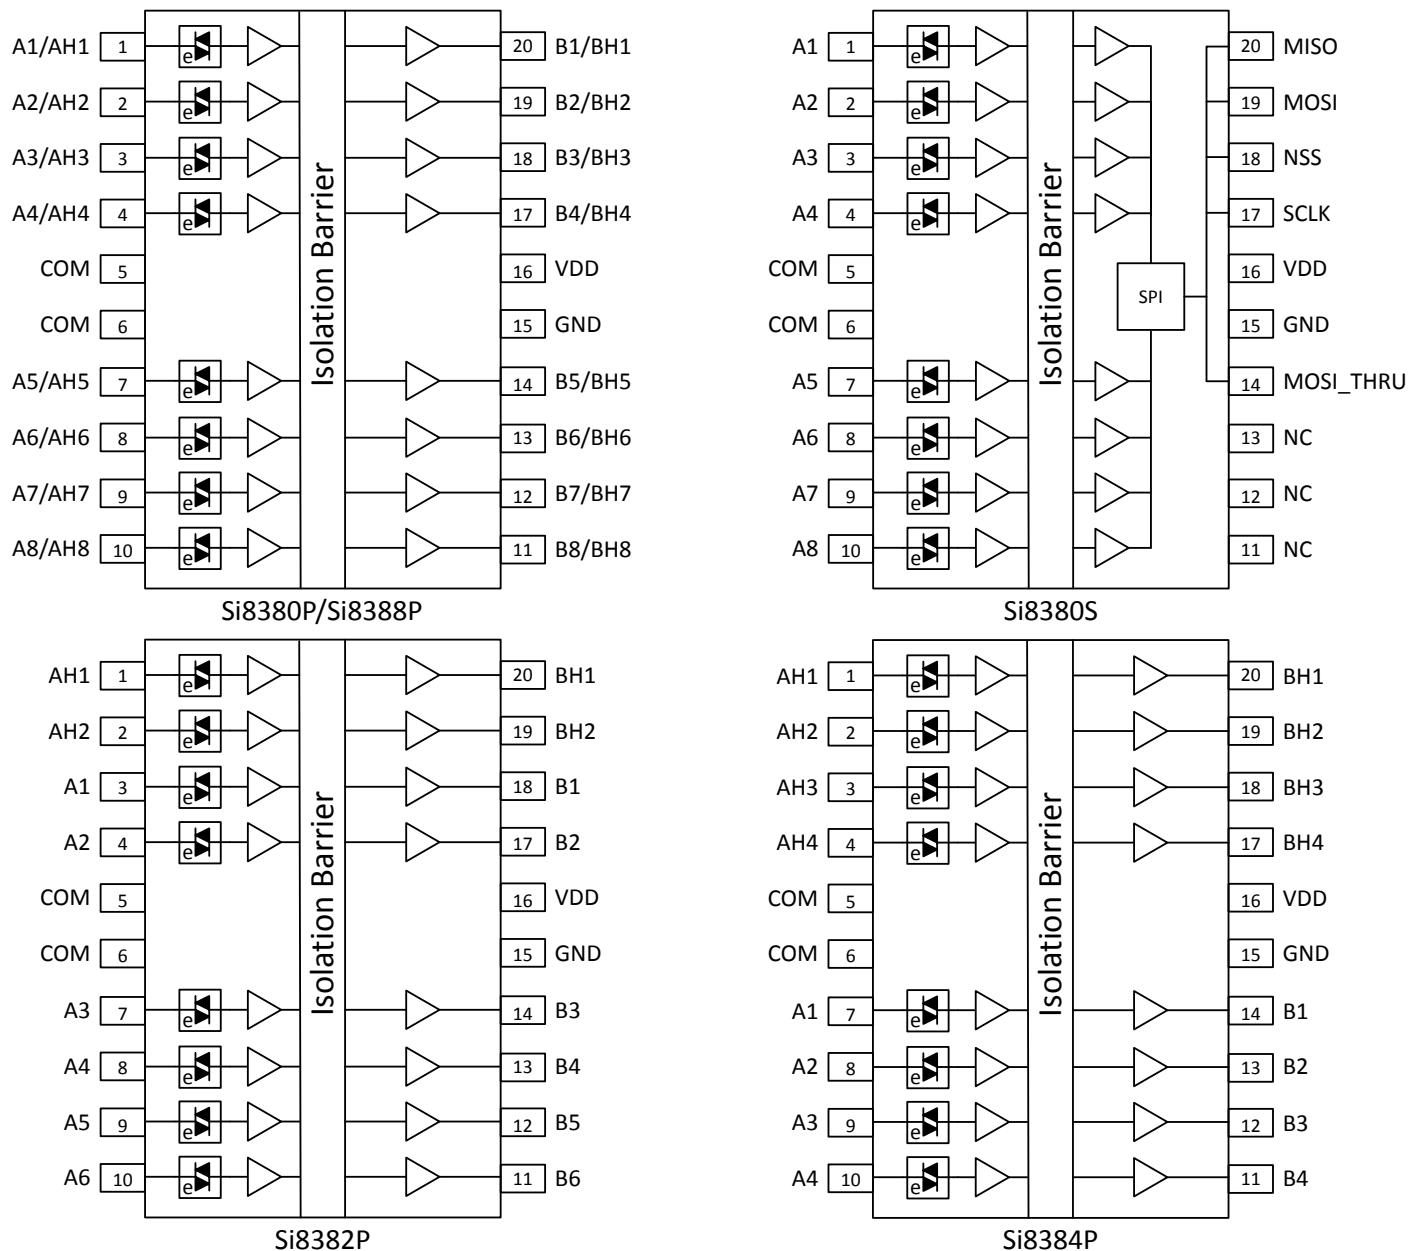 A1/AH1 1 e Isolation Barrier 20 B1/BH1
A2/AH2 2 e 19 B2/BH2
A3/AH3 3 e 18 B3/BH3
A4/AH4 4 e 17 B4/BH4
COM 5 16 VDD
COM 6 15 GND
A5/AH5 7 e 14 B5/BH5
A6/AH6 8 e 13 B6/BH6
A7/AH7 9 e 12 B7/BH7
A8/AH8 10 e 11 B8/BH8
Si8380P/Si8388P
A1 1 e Isolation Barrier 20 MISO
A2 2 e 19 MOSI
A3 3 e 18 NSS
A4 4 e 17 SCLK
COM 5 16 VDD
SPI
COM 6 15 GND
A5 7 e 14 MOSI_THRU
A6 8 e 13 NC
A7 9 e 12 NC
A8 10 e 11 NC
Si8380S
AH1 1 e Isolation Barrier 20 BH1
AH2 2 e 19 BH2
A1 3 e 18 B1
A2 4 e 17 B2
COM 5 16 VDD
COM 6 15 GND
A3 7 e 14 B3
A4 8 e 13 B4
A5 9 e 12 B5
A6 10 e 11 B6
Si8382P
AH1 1 e Isolation Barrier 20 BH1
AH2 2 e 19 BH2
AH3 3 e 18 BH3
AH4 4 e 17 BH4
COM 5 16 VDD
COM 6 15 GND
A1 7 e 14 B1
A2 8 e 13 B2
A3 9 e 12 B3
A4 10 e 11 B4
Si8384P